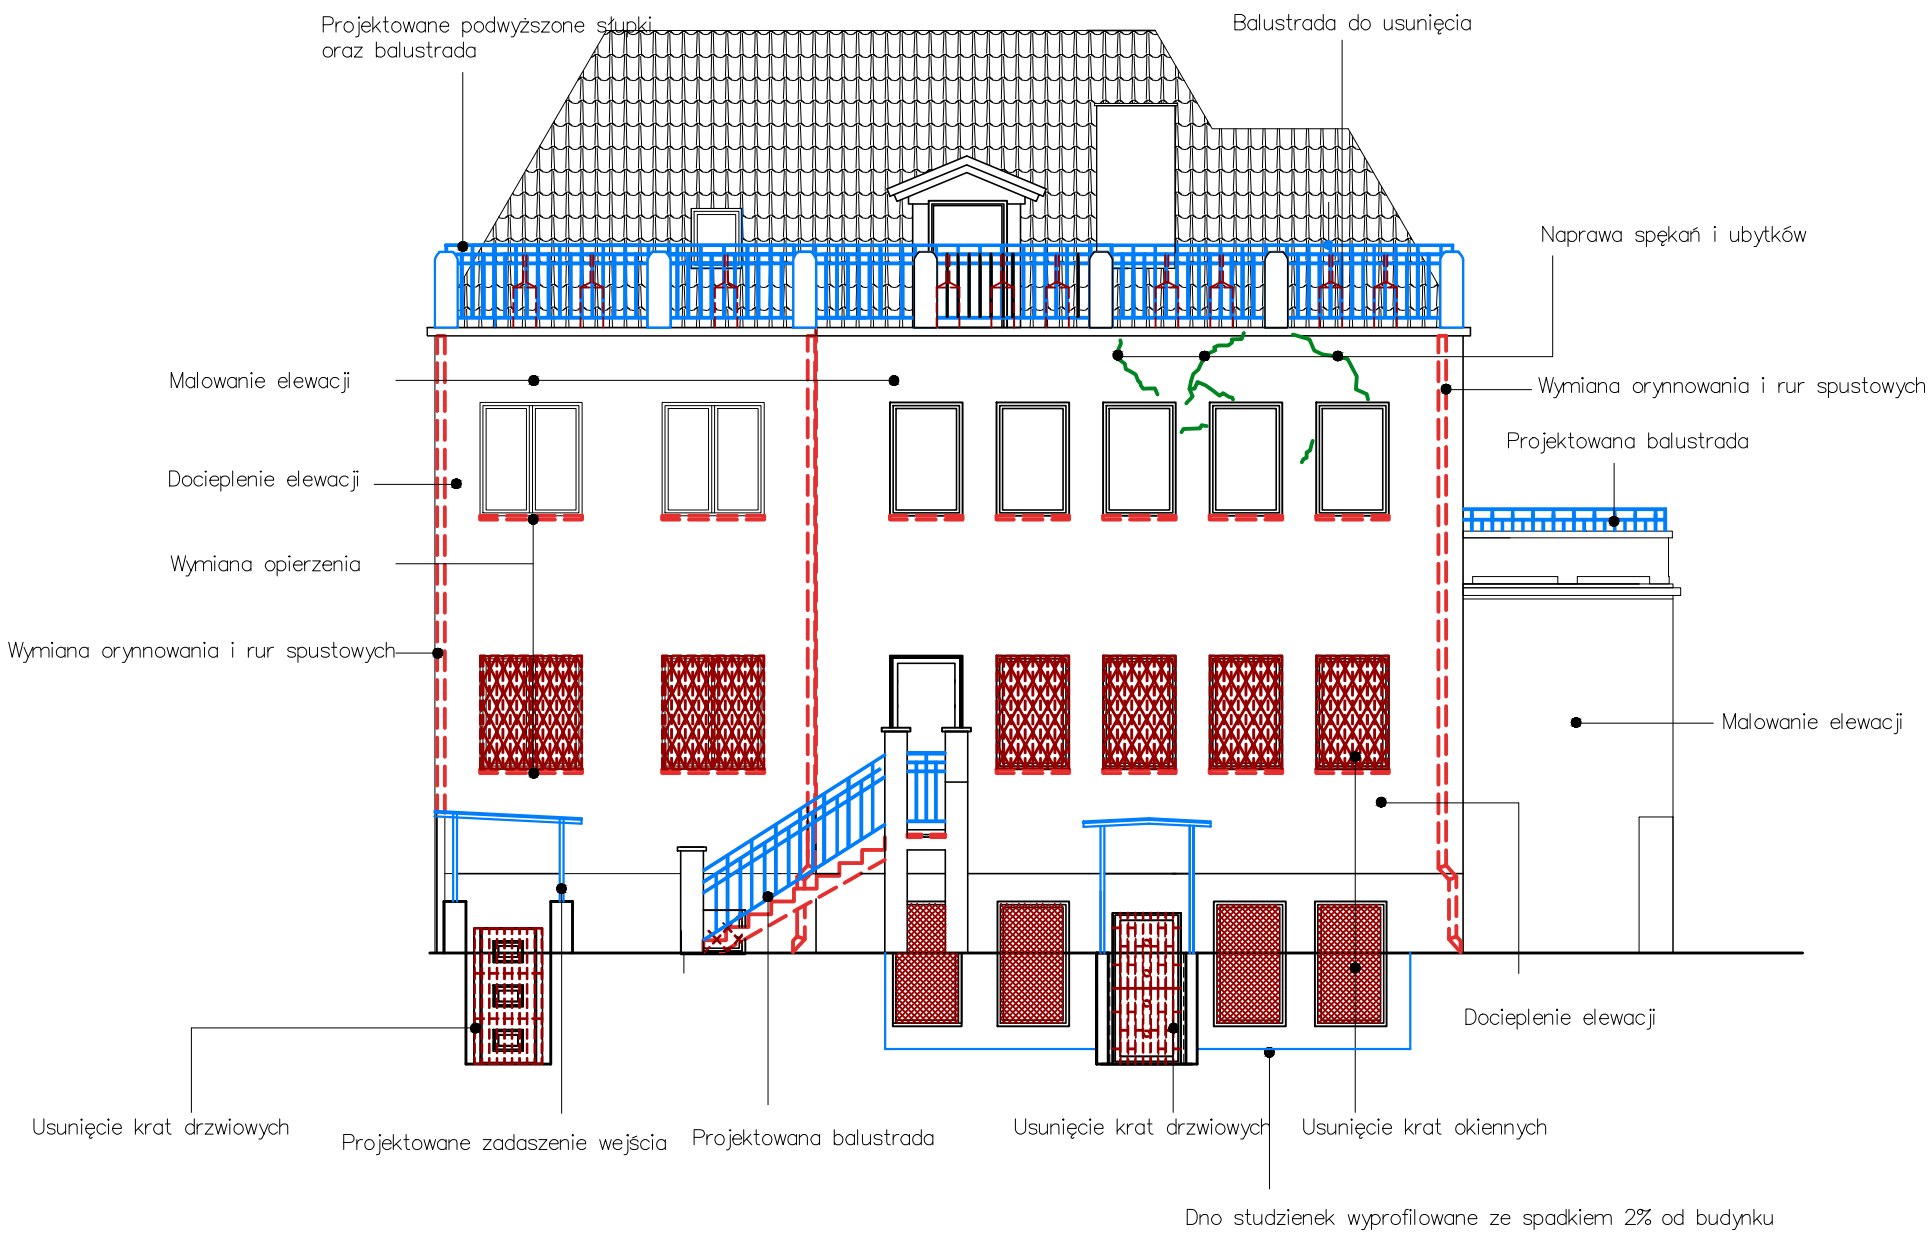 Projektowane podwyższone słupki
oraz balustrada
Balustrada do usunięcia
Naprawa spękań i ubytków
Malowanie elewacji
Wymiana orynnowania i rur spustowych
Projektowana balustrada
Docieplenie elewacji
Wymiana opierzenia
Wymiana orynnowania i rur spustowych
Malowanie elewacji
Docieplenie elewacji
Usunięcie krat drzwiowych
Projektowane zadaszenie wejścia
Projektowana balustrada
Usunięcie krat drzwiowych
Usunięcie krat okiennych
Dno studzienek wyprofilowane ze spadkiem 2% od budynku